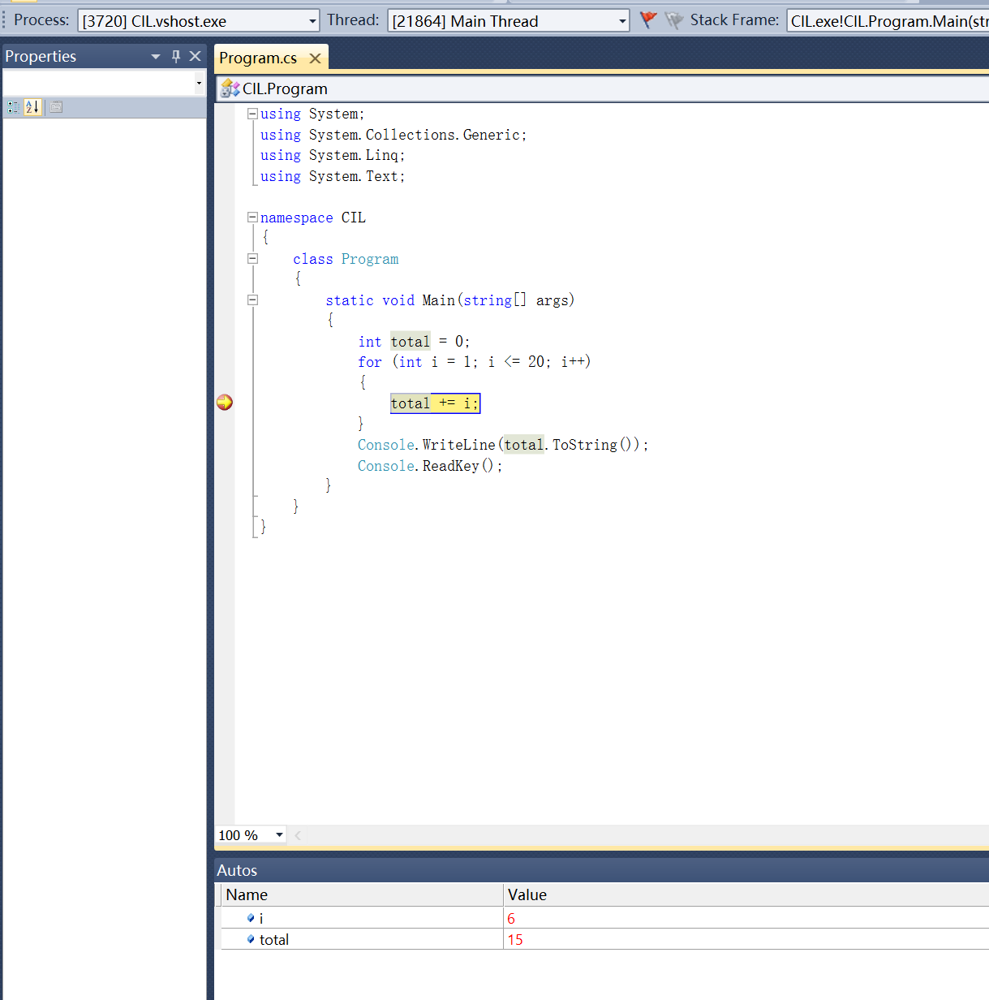 Process: [3720] CIL.vshost.exe Thread: [21864] Main Thread Stack Frame: CIL.exe!CIL.Program.Main(str
Properties
Program.cs
CIL.Program
using System;
using System.Collections.Generic;
using System.Linq;
using System.Text;
namespace CIL
{
class Program
{
static void Main(string[] args)
{
int total = 0;
for (int i = 1; i <= 20; i++)
{
total += i;
}
Console.WriteLine(total.ToString());
Console.ReadKey();
}
}
}
100 %
Autos
Name Value
i 6
total 15